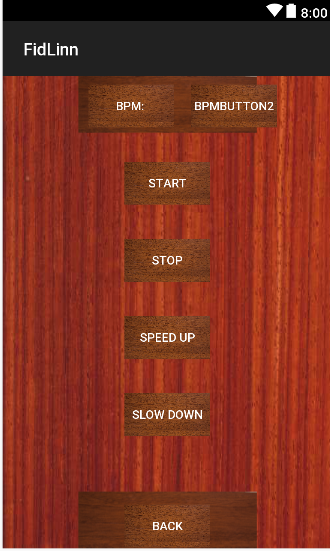 8:00
FidLinn
BPM: BPMBUTTON2
START
STOP
SPEED UP
SLOW DOWN
BACK